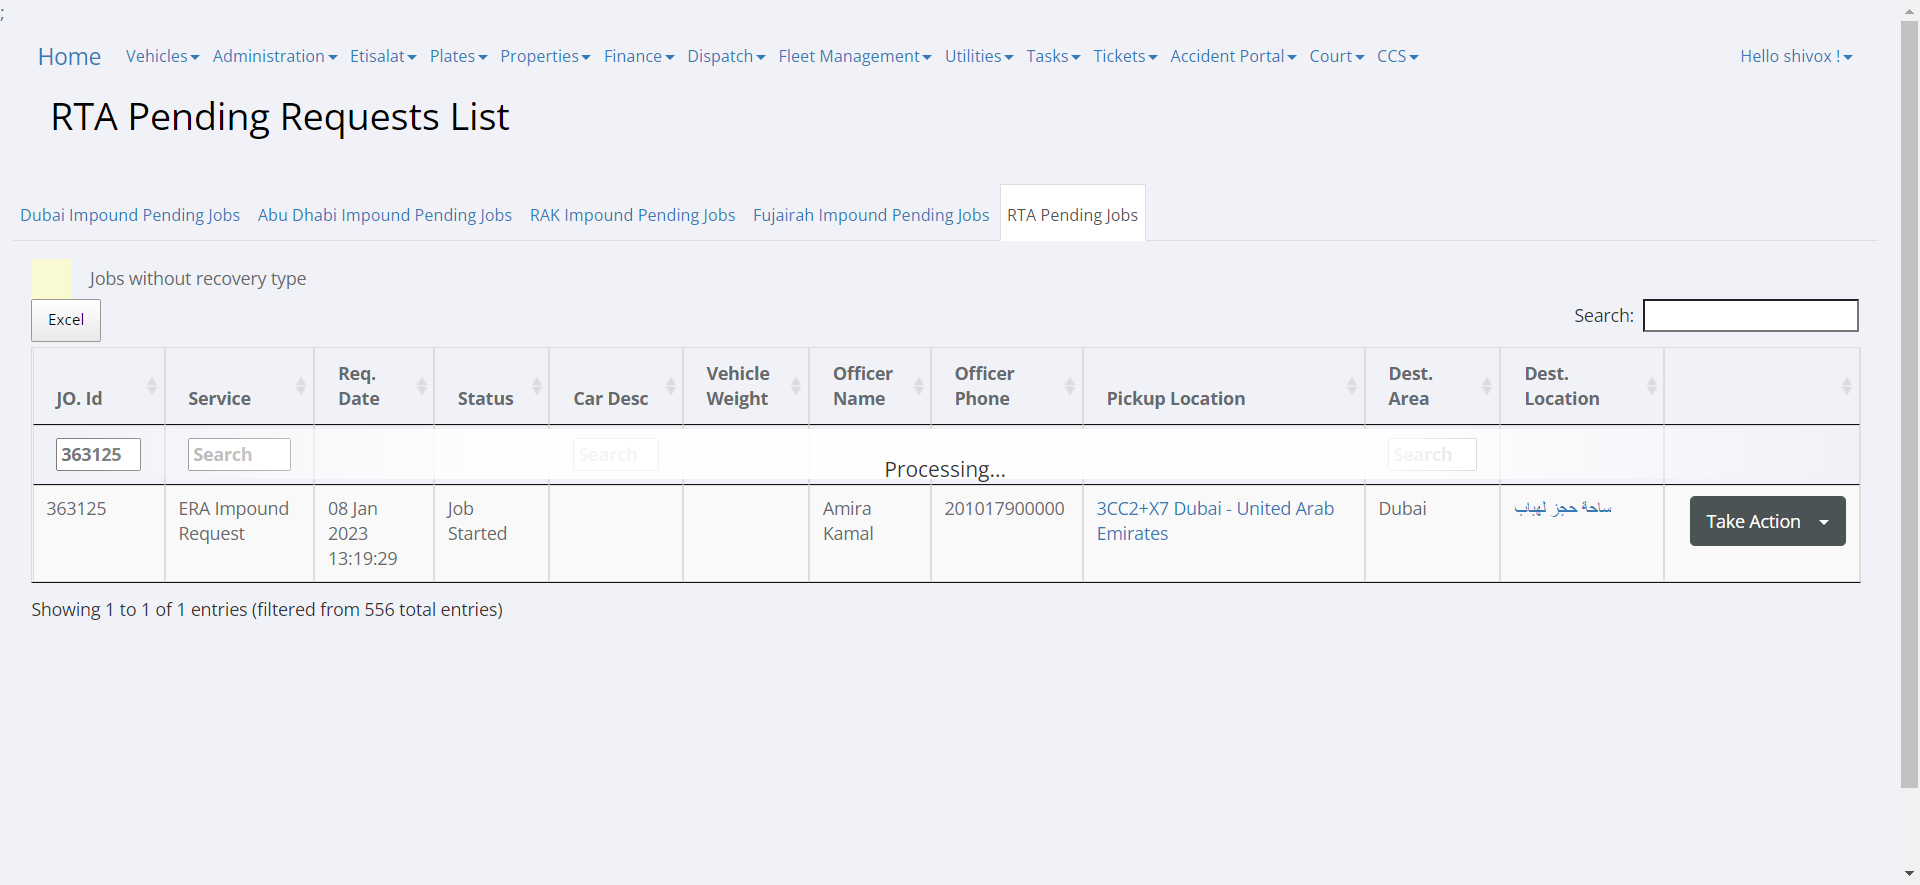 ;
Home Vehicles Administration Etisalat Plates Properties Finance Dispatch Fleet Management Utilities Tasks Tickets Accident Portal Court CCS Hello shivox !
RTA Pending Requests List
Dubai Impound Pending Jobs Abu Dhabi Impound Pending Jobs RAK Impound Pending Jobs Fujairah Impound Pending Jobs RTA Pending Jobs
Jobs without recovery type
Excel Search:
JO. Id Service Req. Date Status Car Desc Vehicle Weight Officer Name Officer Phone Pickup Location Dest. Area Dest. Location
363125 Search Search Search
Processing...
363125 ERA Impound Request 08 Jan 2023 13:19:29 Job Started Amira Kamal 201017900000 3CC2+X7 Dubai - United Arab Emirates Dubai ساحة حجز لهباب Take Action
Showing 1 to 1 of 1 entries (filtered from 556 total entries)